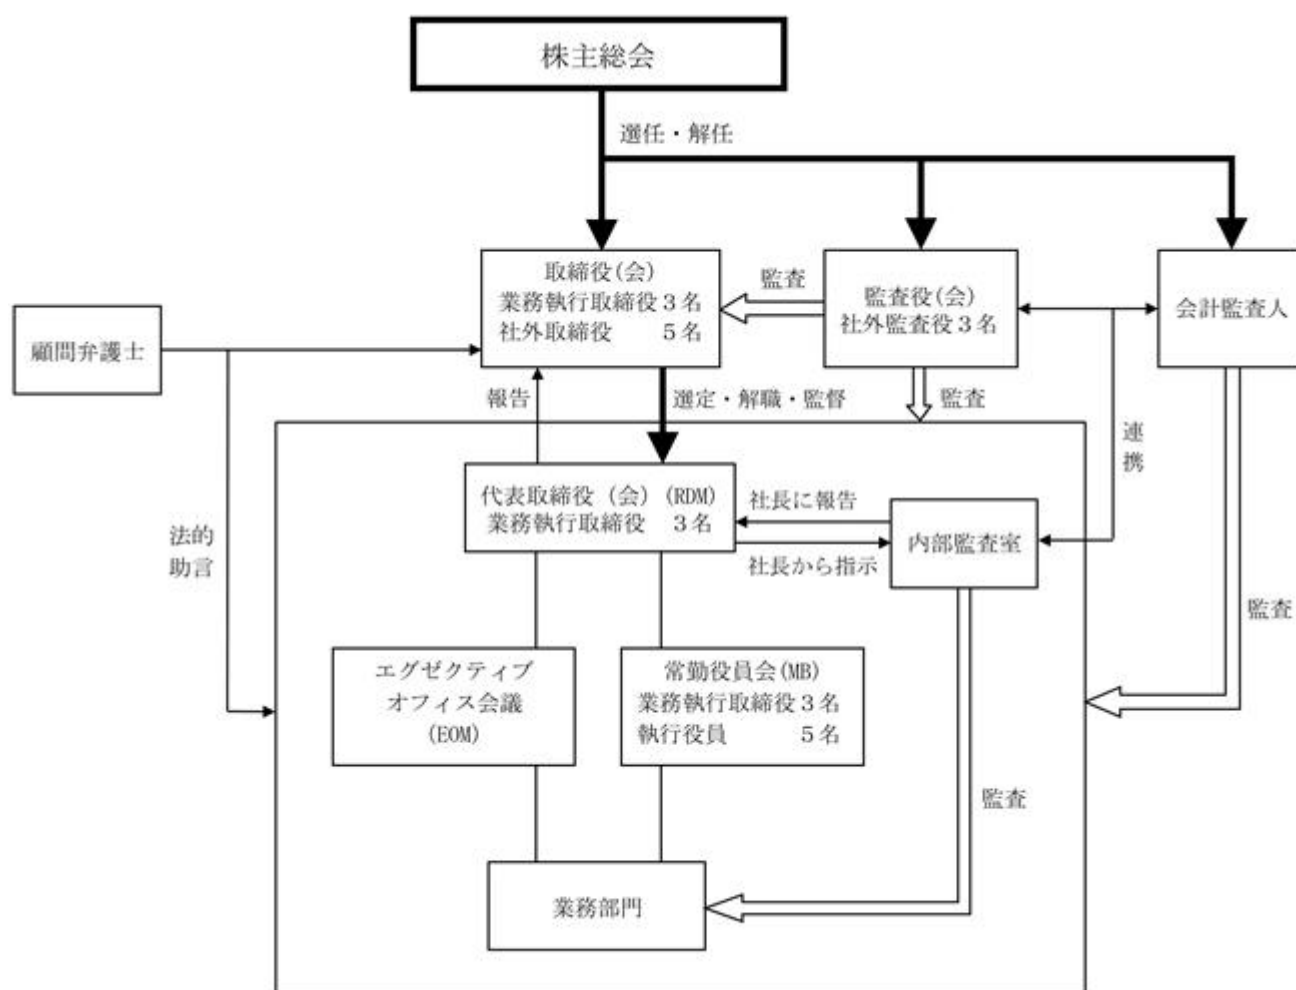 株主総会
選任・解任
取締役(会)
業務執行取締役3名
社外取締役 5名
監査
監査役(会)
社外監査役3名
会計監査人
顧問弁護士
報告
選定・解職・監督
監査
連
携
代表取締役(会)(RDM)
業務執行取締役 3名
社長に報告
社長から指示
内部監査室
法的
助言
監査
エグゼクティブ
オフィス会議
(EOM)
常勤役員会(MB)
業務執行取締役3名
執行役員 5名
監査
業務部門